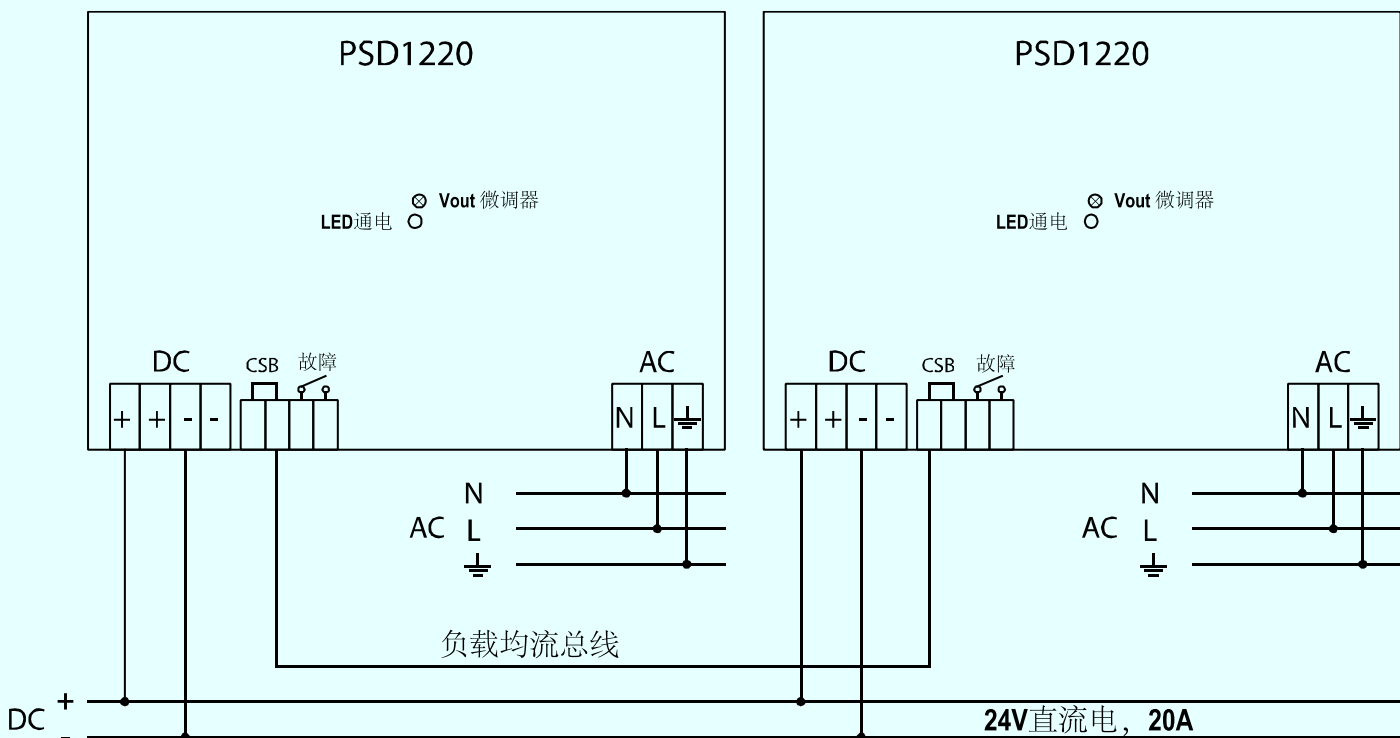 PSD1220
PSD1220
Vout 微调器
LED通电
Vout 微调器
LED通电
DC
CSB
故障
AC
DC
CSB
故障
AC
+ + - -
N L
+ + - -
N L
N
AC L
N
AC L
负载均流总线
+
DC
24V直流电，20A
-